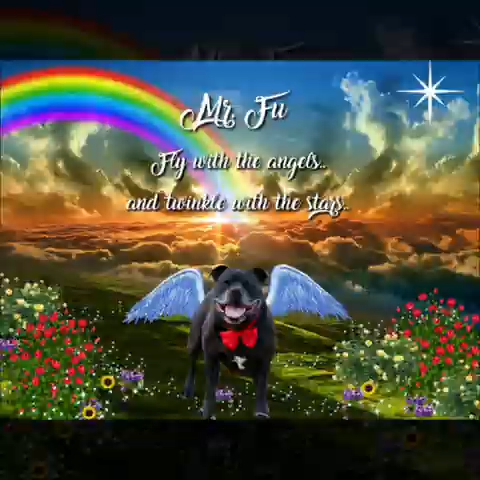 Mr. Fu
Fly with the angels..
and twinkle with the stars..